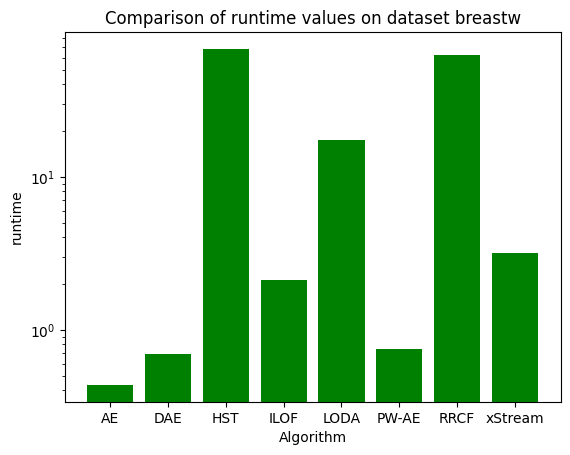 Comparison of runtime values on dataset breastw
runtime
10¹
10⁰
AE DAE HST ILOF LODA PW-AE RRCF xStream
Algorithm